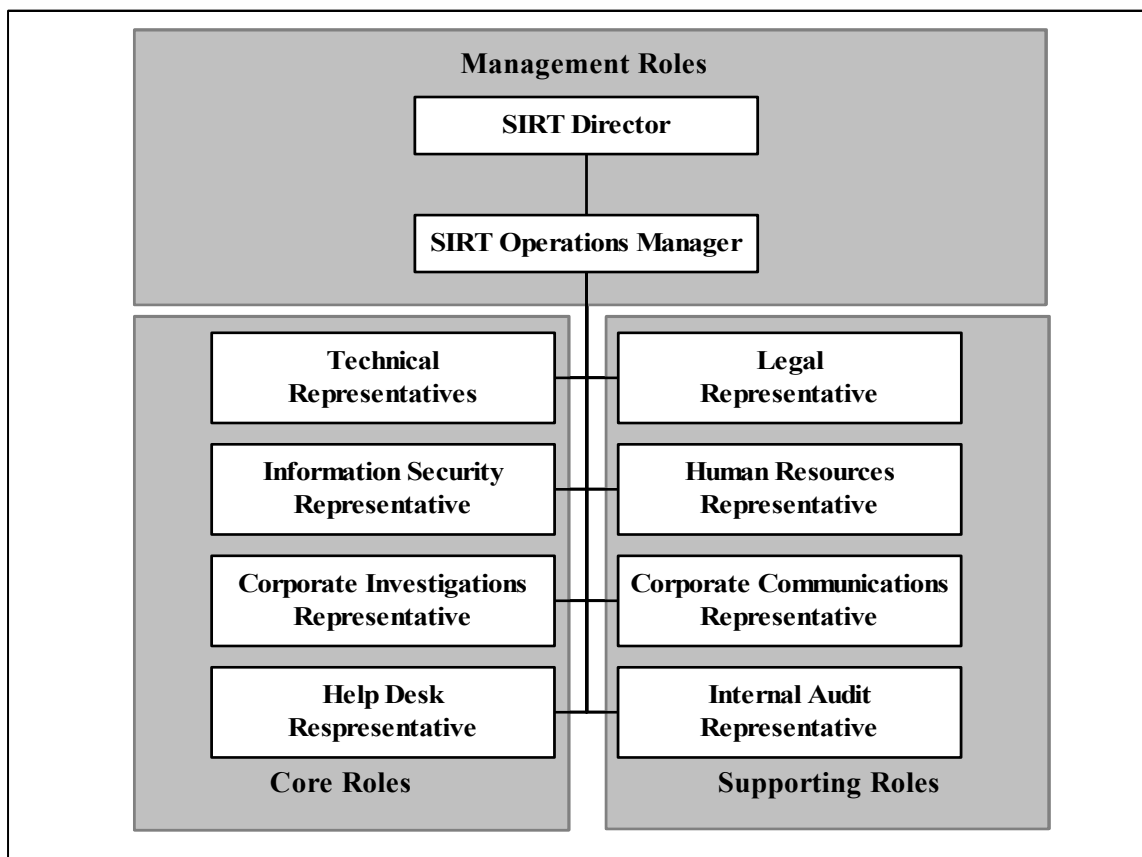 Management Roles
SIRT Director
SIRT Operations Manager
Technical
Representatives
Legal
Representative
Information Security
Representative
Human Resources
Representative
Corporate Investigations
Representative
Corporate Communications
Representative
Help Desk
Respresentative
Internal Audit
Representative
Core Roles
Supporting Roles